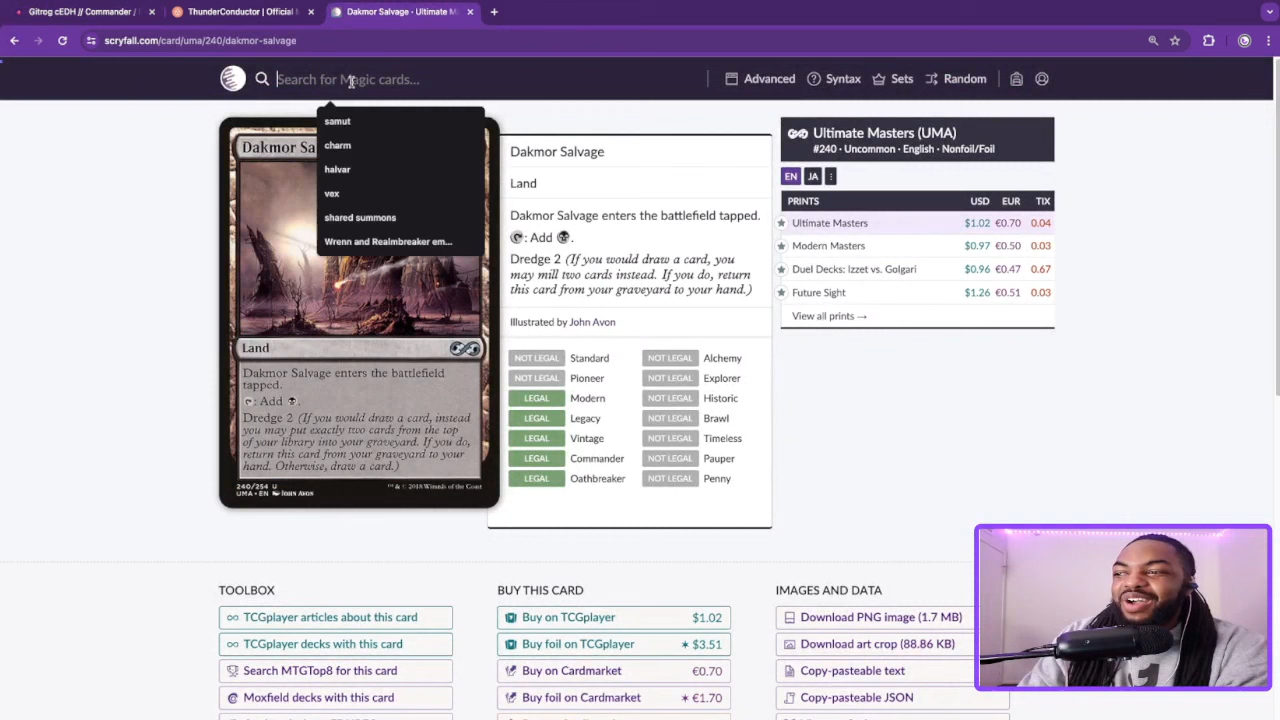 Gitrog cEDH // Commander /
ThunderConductor | Official
Dakmor Salvage · Ultimate M
scryfall.com/card/uma/240/dakmor-salvage
Search for Magic cards...
Advanced
Syntax
Sets
Random
samut
charm
halvar
vex
shared summons
Wrenn and Realmbreaker em...
Dakmor Sa
Land
Dakmor Salvage enters the battlefield
tapped.
: Add .
Dredge 2 (If you would draw a card, instead
you may put exactly two cards from the top
of your library into your graveyard. If you do,
return this card from your graveyard to your
hand. Otherwise, draw a card.)
240/254 U
UMA • EN JOHN AVON
™ & © 2018 Wizards of the Coast
Dakmor Salvage
Land
Dakmor Salvage enters the battlefield tapped.
: Add .
Dredge 2 (If you would draw a card, you
may mill two cards instead. If you do, return
this card from your graveyard to your hand.)
Illustrated by John Avon
NOT LEGAL Standard NOT LEGAL Alchemy
NOT LEGAL Pioneer NOT LEGAL Explorer
LEGAL Modern NOT LEGAL Historic
LEGAL Legacy NOT LEGAL Brawl
LEGAL Vintage NOT LEGAL Timeless
LEGAL Commander NOT LEGAL Pauper
LEGAL Oathbreaker NOT LEGAL Penny
Ultimate Masters (UMA)
#240 · Uncommon · English · Nonfoil/Foil
EN JA
PRINTS USD EUR TIX
Ultimate Masters $1.02 €0.70 0.04
Modern Masters $0.97 €0.50 0.03
Duel Decks: Izzet vs. Golgari $0.96 €0.47 0.67
Future Sight $1.26 €0.51 0.03
View all prints →
TOOLBOX
TCGplayer articles about this card
TCGplayer decks with this card
Search MTGTop8 for this card
Moxfield decks with this card
BUY THIS CARD
Buy on TCGplayer $1.02
Buy foil on TCGplayer ✶ $3.51
Buy on Cardmarket €0.70
Buy foil on Cardmarket ✶ €1.70
IMAGES AND DATA
Download PNG image (1.7 MB)
Download art crop (88.86 KB)
Copy-pasteable text
Copy-pasteable JSON